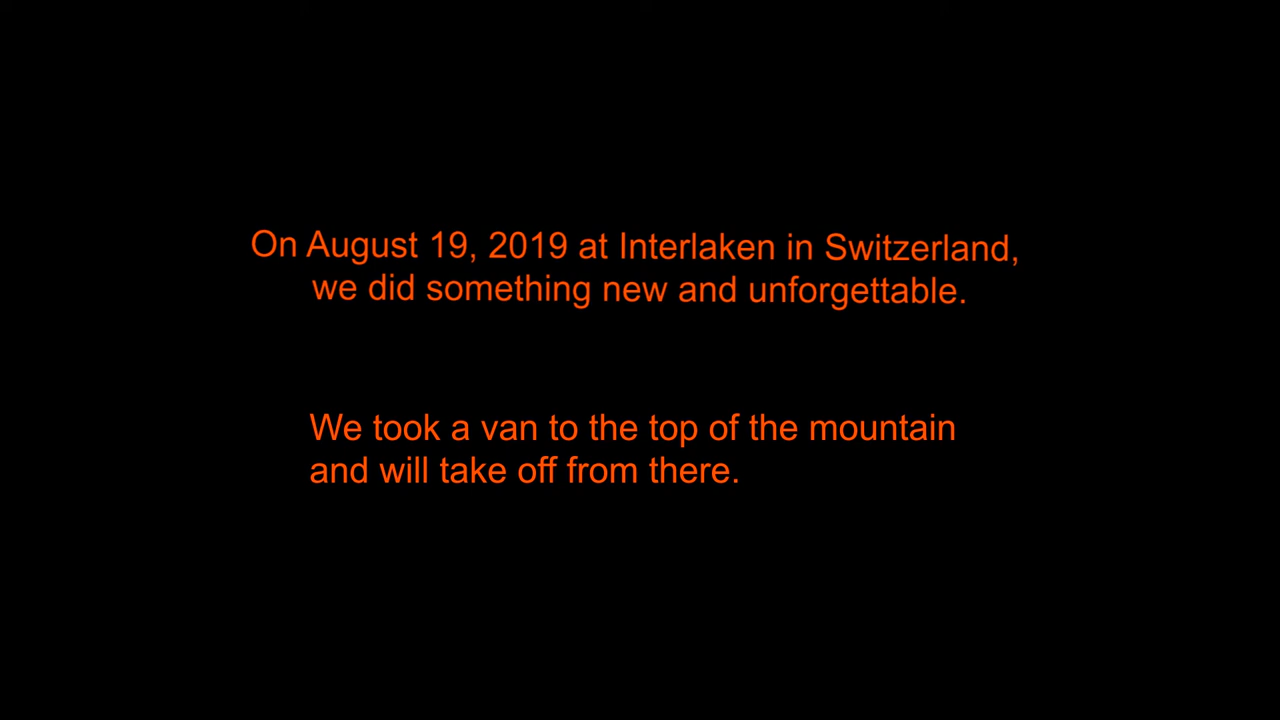 On August 19, 2019 at Interlaken in Switzerland,
we did something new and unforgettable.
We took a van to the top of the mountain
and will take off from there.